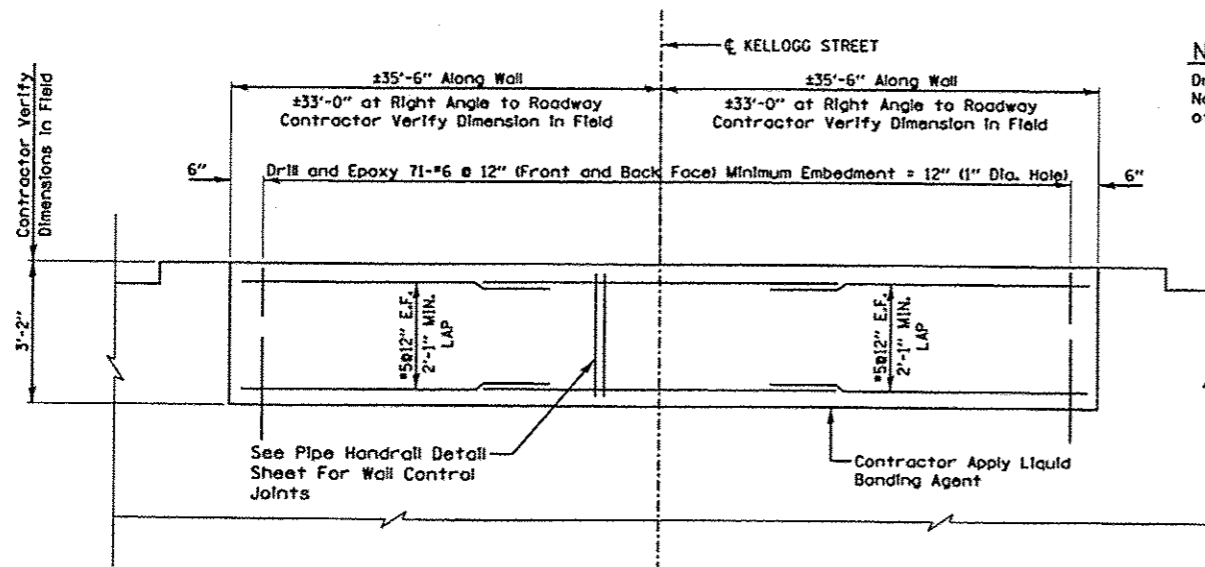 ℄ KELLOGG STREET
Contractor Verify
Dimensions in Field
±35'-6" Along Wall
±33'-0" at Right Angle to Roadway
Contractor Verify Dimension in Field
±35'-6" Along Wall
±33'-0" at Right Angle to Roadway
Contractor Verify Dimension in Field
N
Dr
No
of
6"
Drill and Epoxy 71-#6 @ 12" (Front and Back Face) Minimum Embedment = 12" (1" Dia. Hole)
6"
3'-2"
#5@12" E.F.
2'-1" MIN.
LAP
#5@12" E.F.
2'-1" MIN.
LAP
See Pipe Handrail Detail
Sheet For Wall Control
Joints
Contractor Apply Liquid
Bonding Agent